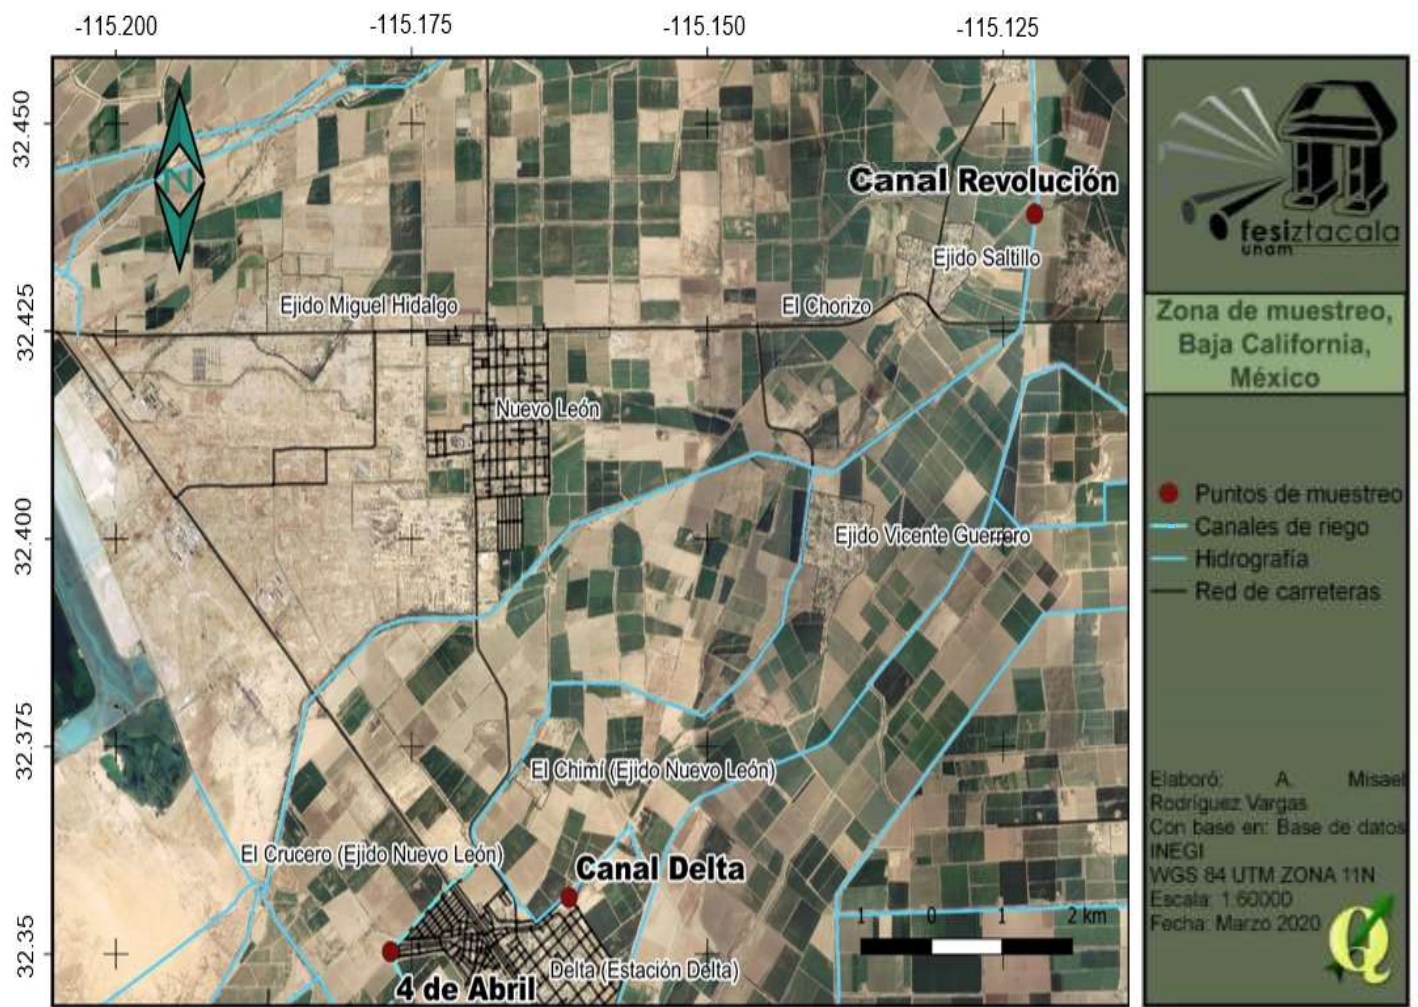 -115.200
-115.175
-115.150
-115.125
32.450
32.425
32.400
32.375
32.35
N
Canal Revolución
Ejido Saltillo
Ejido Miguel Hidalgo
El Chorizo
Nuevo León
Ejido Vicente Guerrero
El Chimí (Ejido Nuevo León)
El Crucero (Ejido Nuevo León)
Canal Delta
Delta (Estación Delta)
4 de Abril
1 0 1 2 km
fesiztacala
unam
Zona de muestreo,
Baja California,
México
Puntos de muestreo
Canales de riego
Hidrografía
Red de carreteras
Elaboró: A. Misael
Rodríguez Vargas
Con base en: Base de datos
INEGI
WGS 84 UTM ZONA 11N
Escala: 1:60000
Fecha: Marzo 2020